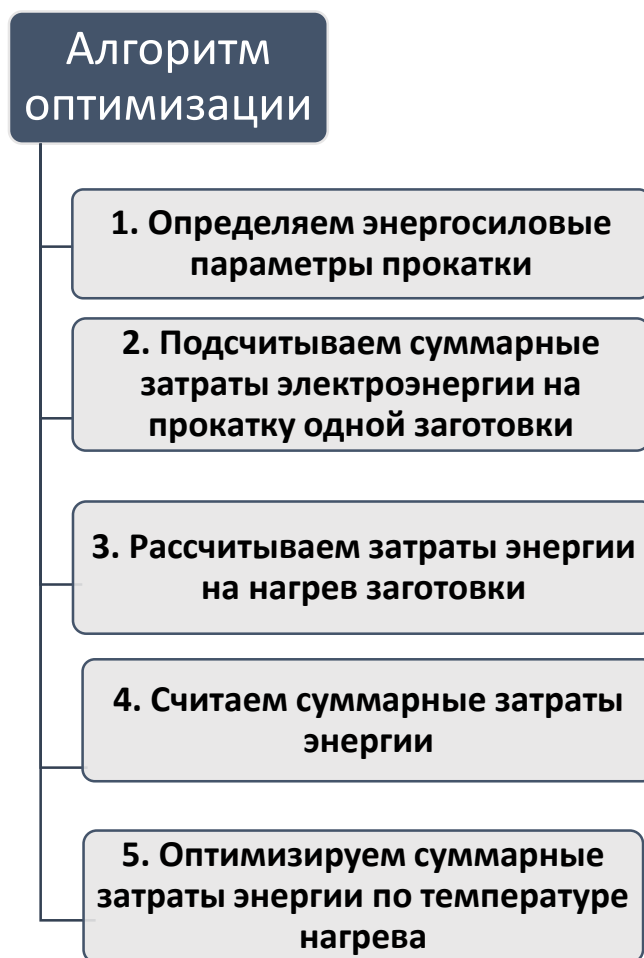 Алгоритм
оптимизации
1. Определяем энергосиловые
параметры прокатки
2. Подсчитываем суммарные
затраты электроэнергии на
прокатку одной заготовки
3. Рассчитываем затраты энергии
на нагрев заготовки
4. Считаем суммарные затраты
энергии
5. Оптимизируем суммарные
затраты энергии по температуре
нагрева